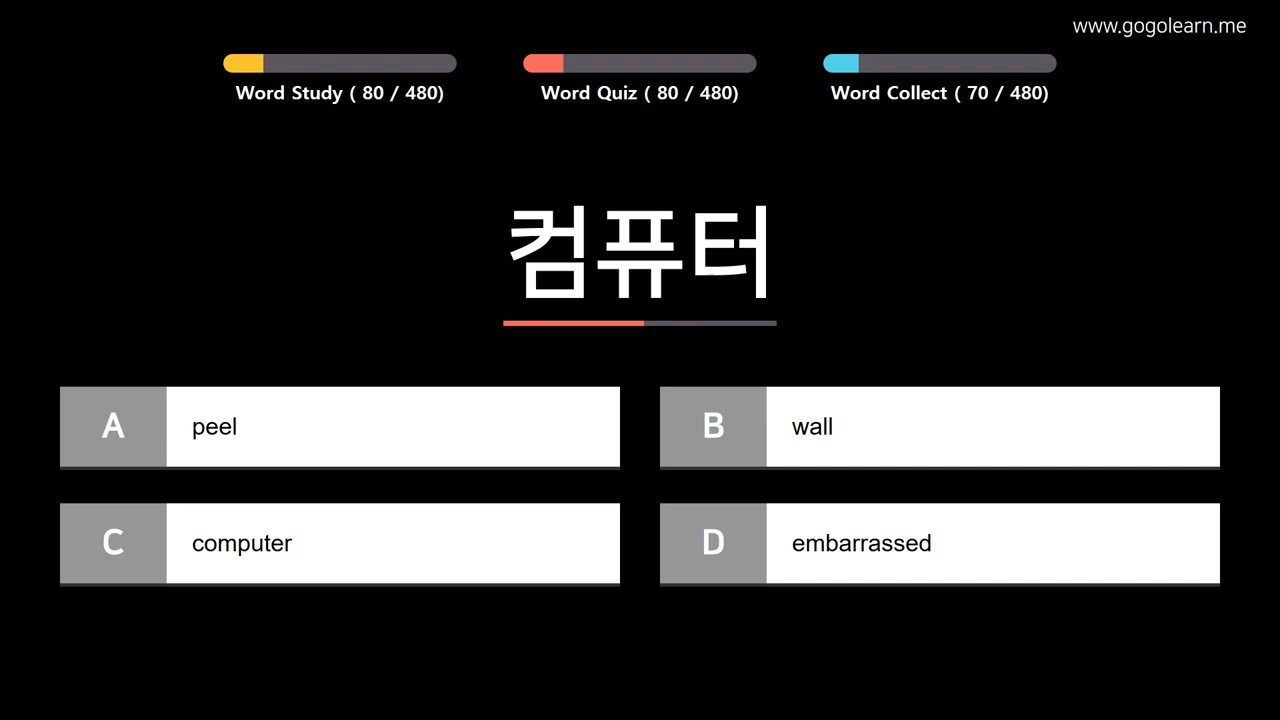 www.gogolearn.me
Word Study ( 80 / 480)
Word Quiz ( 80 / 480)
Word Collect ( 70 / 480)
컴퓨터
A peel
B wall
C computer
D embarrassed